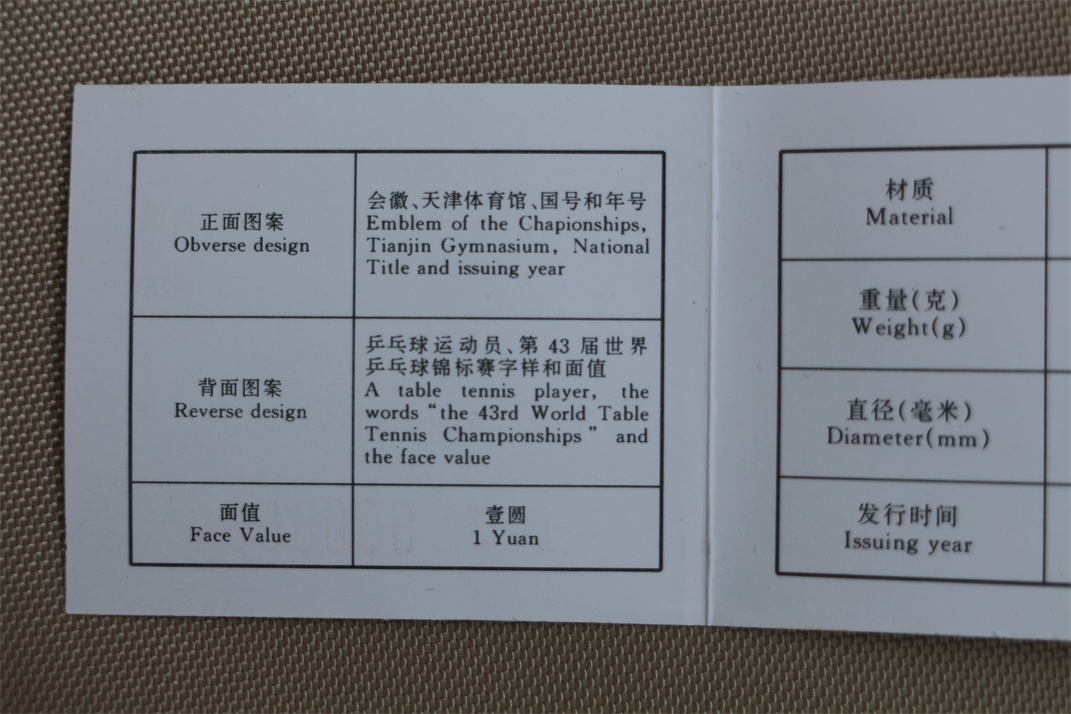 正面图案
Obverse design
会徽、天津体育馆、国号和年号
Emblem of the Chapionships,
Tianjin Gymnasium, National
Title and issuing year
背面图案
Reverse design
乒乓球运动员、第 43 届世界
乒乓球锦标赛字样和面值
A table tennis player, the
words “the 43rd World Table
Tennis Championships” and
the face value
面值
Face Value
壹圆
1 Yuan
材质
Material
重量(克)
Weight(g)
直径(毫米)
Diameter(mm)
发行时间
Issuing year